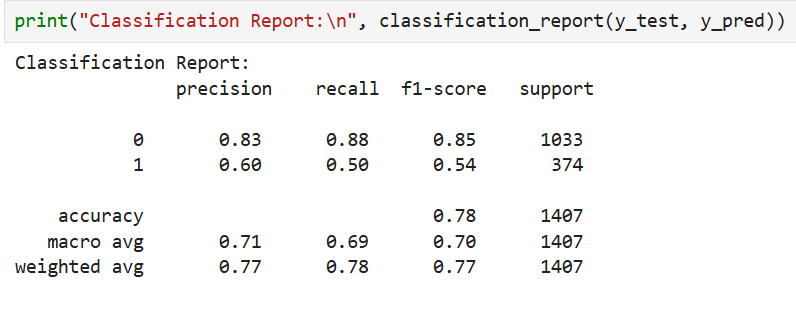 print("Classification Report:\n", classification_report(y_test, y_pred))
Classification Report:
precision recall f1-score support
0 0.83 0.88 0.85 1033
1 0.60 0.50 0.54 374
accuracy 0.78 1407
macro avg 0.71 0.69 0.70 1407
weighted avg 0.77 0.78 0.77 1407